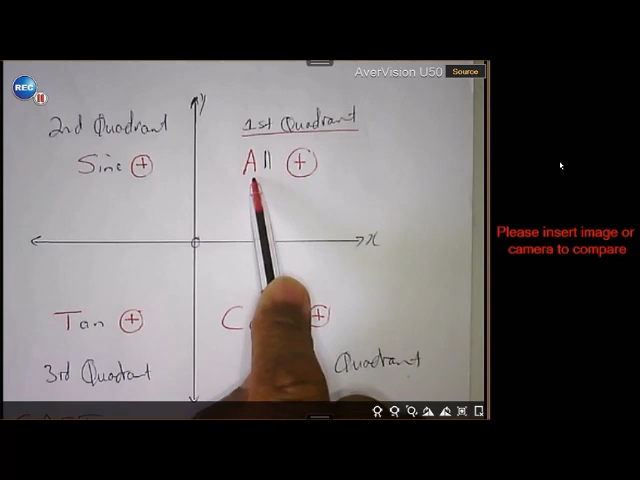 AverVision U50
Source
REC
y
2nd Quadrant
1st Quadrant
Sine +
All +
x
Please insert image or
camera to compare
Tan +
C +
3rd Quadrant
Quadrant